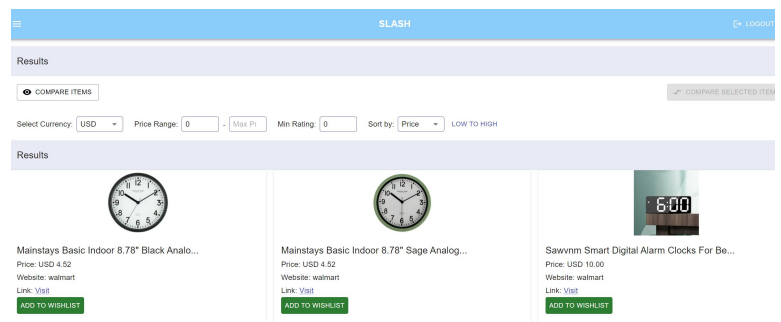 SLASH
LOGOUT
Results
COMPARE ITEMS
COMPARE SELECTED ITEM
Select Currency: USD Price Range: 0 - Max Pi Min Rating: 0 Sort by: Price LOW TO HIGH
Results
Mainstays Basic Indoor 8.78" Black Analo...
Price: USD 4.52
Website: walmart
Link: Visit
ADD TO WISHLIST
Mainstays Basic Indoor 8.78" Sage Analog...
Price: USD 4.52
Website: walmart
Link: Visit
ADD TO WISHLIST
6:00
Sawvnm Smart Digital Alarm Clocks For Be...
Price: USD 10.00
Website: walmart
Link: Visit
ADD TO WISHLIST